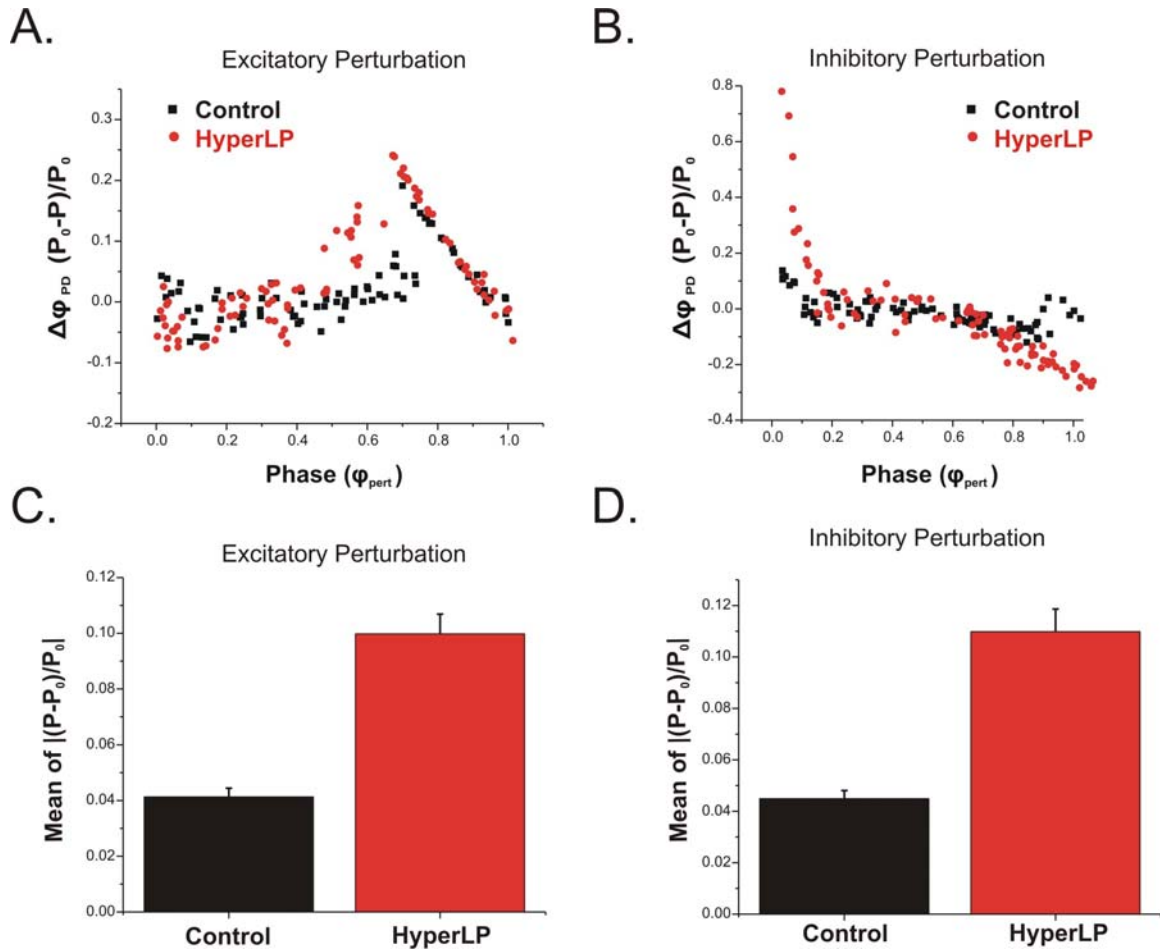 A.
Excitatory Perturbation
Control
HyperLP
0.3
0.2
0.1
0.0
-0.1
-0.2
Δφ PD (P₀-P)/P₀
0.0 0.2 0.4 0.6 0.8 1.0
Phase (φpert)
B.
Inhibitory Perturbation
Control
HyperLP
0.8
0.6
0.4
0.2
0.0
-0.2
-0.4
Δφ PD (P₀-P)/P₀
0.0 0.2 0.4 0.6 0.8 1.0
Phase (φpert)
C.
Excitatory Perturbation
0.12
0.10
0.08
0.06
0.04
0.02
0.00
Mean of |(P-P₀)/P₀|
Control HyperLP
D.
Inhibitory Perturbation
0.12
0.10
0.08
0.06
0.04
0.02
0.00
Mean of |(P-P₀)/P₀|
Control HyperLP